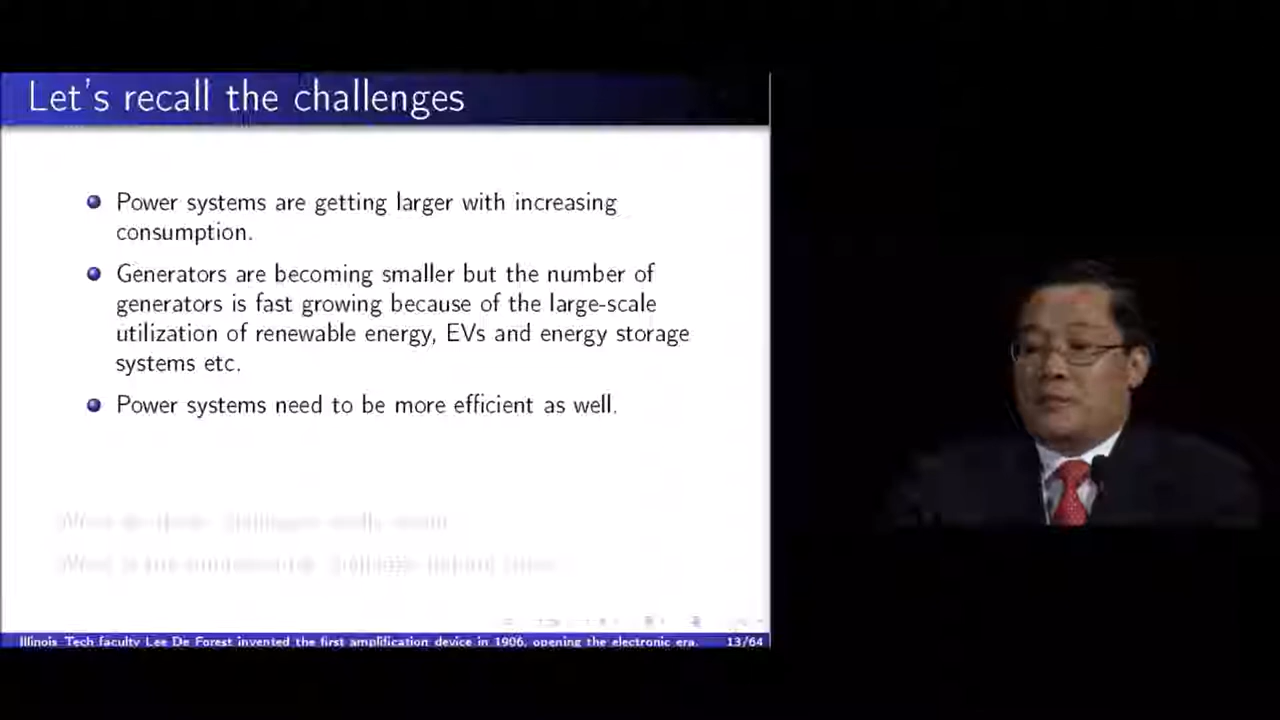 Let's recall the challenges
Power systems are getting larger with increasing
consumption.
Generators are becoming smaller but the number of
generators is fast growing because of the large-scale
utilization of renewable energy, EVs and energy storage
systems etc.
Power systems need to be more efficient as well.
Illinois Tech faculty Lee De Forest invented the first amplification device in 1906, opening the electronic era. 13/64